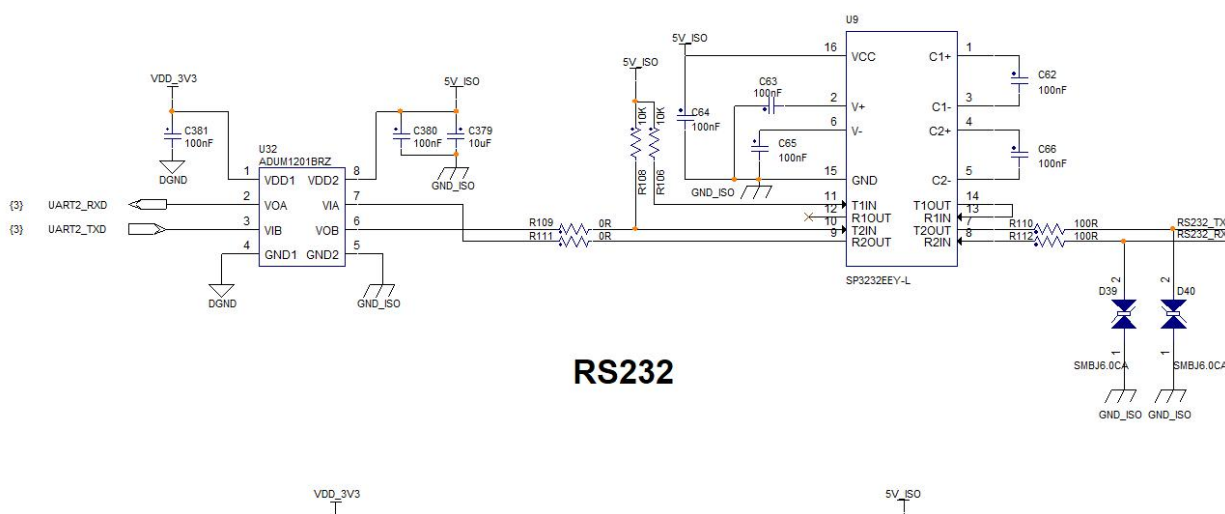 U9
5V_ISO
16 VCC C1+ 1
VDD_3V3 5V_ISO 5V_ISO
C63
100nF
C62
100nF
C64
100nF
2 V+ C1- 3
6 V- C2+ 4
10K 10K
C381
100nF
C380
100nF
C379
10uF
C65
100nF
C66
100nF
U32
ADUM1201BRZ
DGND GND_ISO
R108 R106
GND_ISO
15 GND C2- 5
1 VDD1 VDD2 8
{3} UART2_RXD 2 VOA VIA 7
{3} UART2_TXD 3 VIB VOB 6
4 GND1 GND2 5
11 T1IN T1OUT 14
12 R1OUT R1IN 13
10 T2IN T2OUT 7
9 R2OUT R2IN 8
R109 0R
R111 0R
R110 100R
R112 100R
RS232_TX
RS232_RX
SP3232EEY-L
DGND GND_ISO
2 2
D39 D40
1 1
SMBJ6.0CA SMBJ6.0CA
GND_ISO GND_ISO
RS232
VDD_3V3 5V_ISO